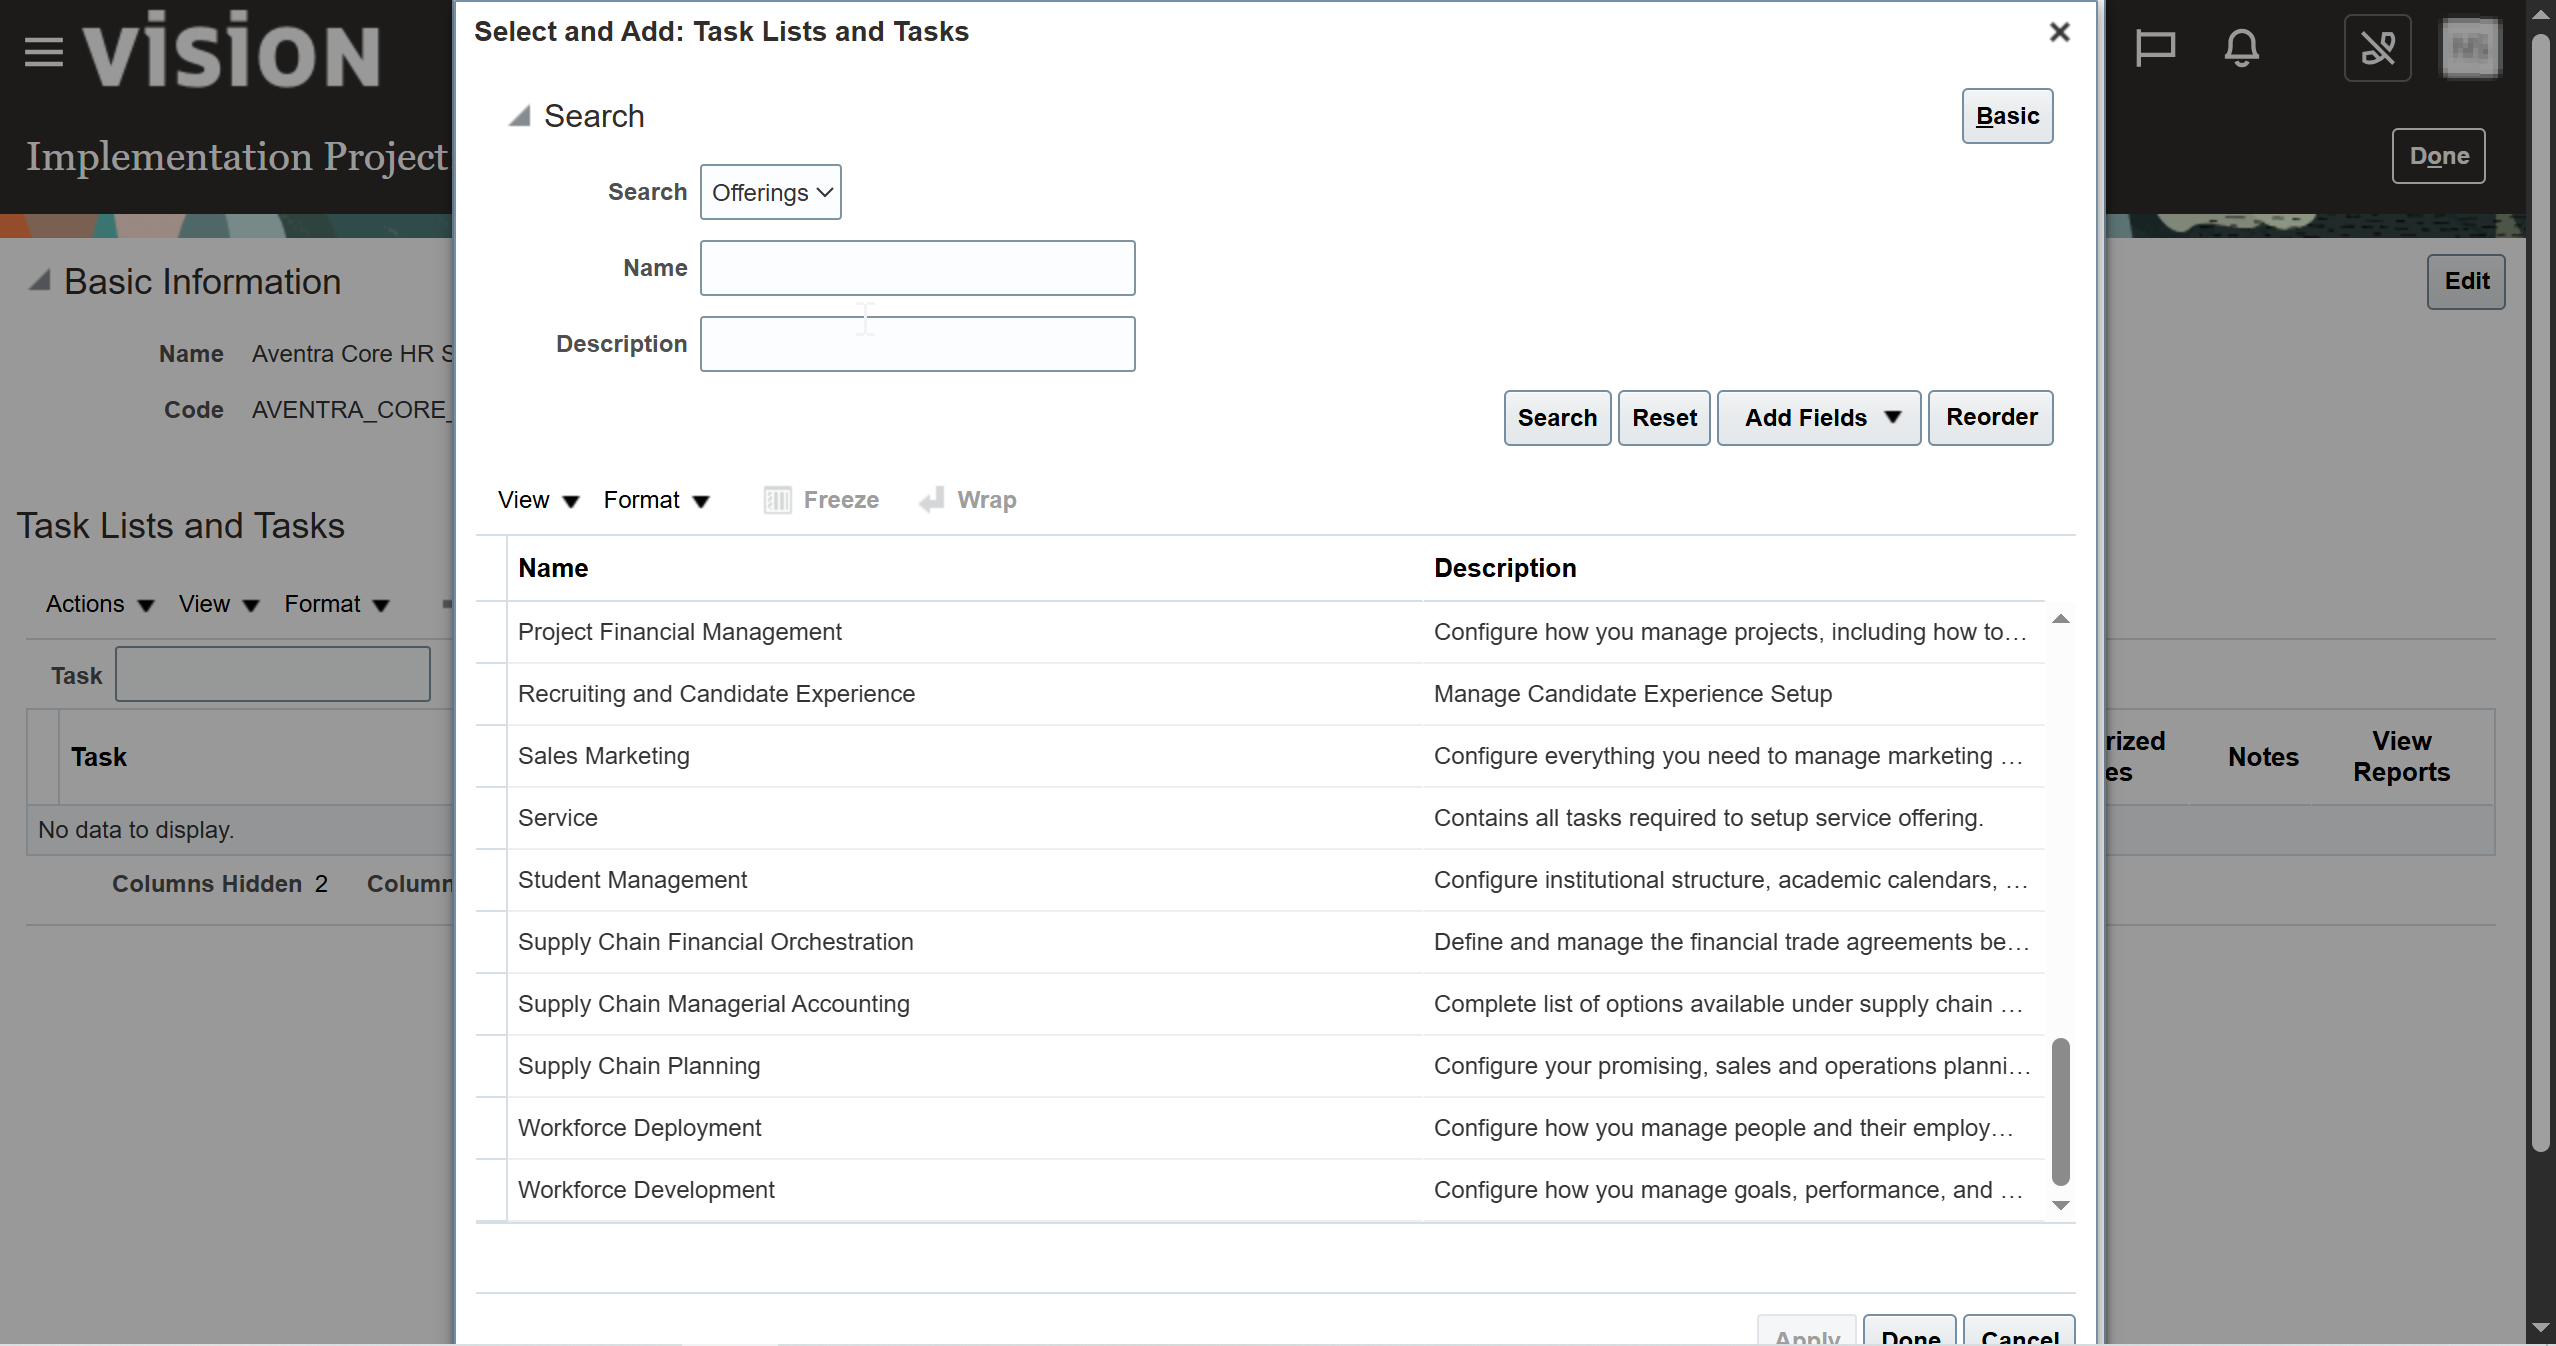 VISION
Implementation Project
Done
Basic Information
Edit
Name Aventra Core HR S
Code AVENTRA_CORE_
Task Lists and Tasks
Actions View Format
Task
Task
rized
es
Notes
View
Reports
No data to display.
Columns Hidden 2 Column
Select and Add: Task Lists and Tasks
Search
Basic
Search Offerings
Name
Description
Search Reset Add Fields Reorder
View Format Freeze Wrap
Name Description
Project Financial Management Configure how you manage projects, including how to...
Recruiting and Candidate Experience Manage Candidate Experience Setup
Sales Marketing Configure everything you need to manage marketing ...
Service Contains all tasks required to setup service offering.
Student Management Configure institutional structure, academic calendars, ...
Supply Chain Financial Orchestration Define and manage the financial trade agreements be...
Supply Chain Managerial Accounting Complete list of options available under supply chain ...
Supply Chain Planning Configure your promising, sales and operations planni...
Workforce Deployment Configure how you manage people and their employ...
Workforce Development Configure how you manage goals, performance, and ...
Apply Done Cancel